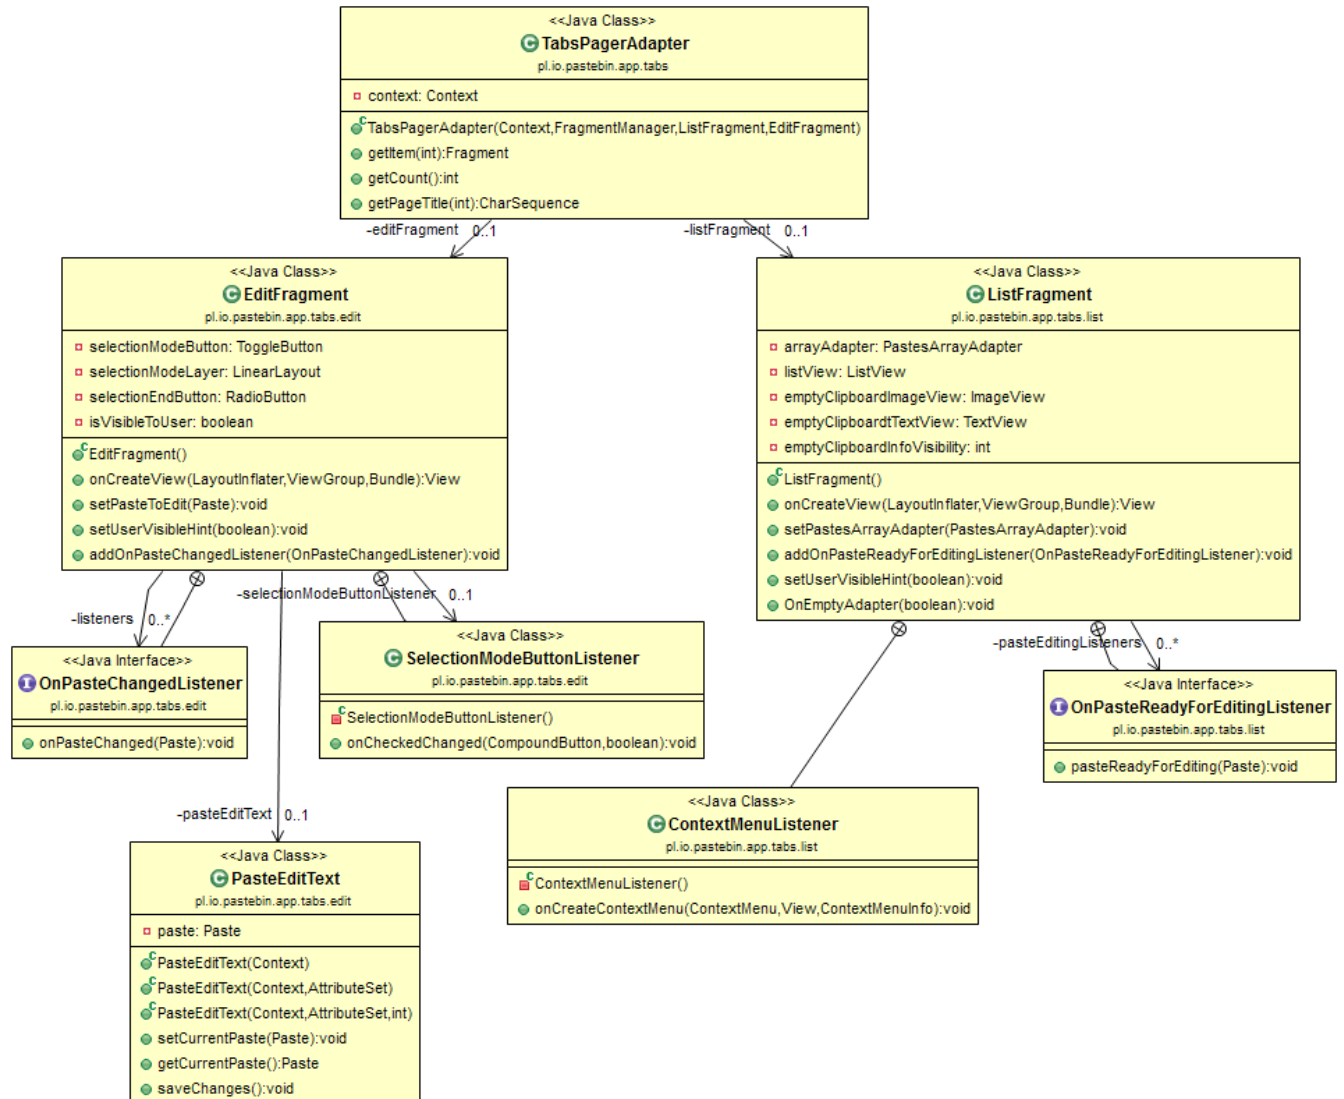 <<Java Class>>
TabsPagerAdapter
pl.io.pastebin.app.tabs
context: Context
TabsPagerAdapter(Context,FragmentManager,ListFragment,EditFragment)
getItem(int):Fragment
getCount():int
getPageTitle(int):CharSequence
-editFragment 0..1
-listFragment 0..1
<<Java Class>>
EditFragment
pl.io.pastebin.app.tabs.edit
selectionModeButton: ToggleButton
selectionModeLayer: LinearLayout
selectionEndButton: RadioButton
isVisibleToUser: boolean
EditFragment()
onCreateView(LayoutInflater,ViewGroup,Bundle):View
setPasteToEdit(Paste):void
setUserVisibleHint(boolean):void
addOnPasteChangedListener(OnPasteChangedListener):void
<<Java Class>>
ListFragment
pl.io.pastebin.app.tabs.list
arrayAdapter: PastesArrayAdapter
listView: ListView
emptyClipboardImageView: ImageView
emptyClipboardtTextView: TextView
emptyClipboardInfoVisibility: int
ListFragment()
onCreateView(LayoutInflater,ViewGroup,Bundle):View
setPastesArrayAdapter(PastesArrayAdapter):void
addOnPasteReadyForEditingListener(OnPasteReadyForEditingListener):void
setUserVisibleHint(boolean):void
OnEmptyAdapter(boolean):void
-listeners 0..*
-selectionModeButtonListener 0..1
-pasteEditingListeners 0..*
<<Java Interface>>
OnPasteChangedListener
pl.io.pastebin.app.tabs.edit
onPasteChanged(Paste):void
<<Java Class>>
SelectionModeButtonListener
pl.io.pastebin.app.tabs.edit
SelectionModeButtonListener()
onCheckedChanged(CompoundButton,boolean):void
<<Java Interface>>
OnPasteReadyForEditingListener
pl.io.pastebin.app.tabs.list
pasteReadyForEditing(Paste):void
-pasteEditText 0..1
<<Java Class>>
ContextMenuListener
pl.io.pastebin.app.tabs.list
ContextMenuListener()
onCreateContextMenu(ContextMenu,View,ContextMenuInfo):void
<<Java Class>>
PasteEditText
pl.io.pastebin.app.tabs.edit
paste: Paste
PasteEditText(Context)
PasteEditText(Context,AttributeSet)
PasteEditText(Context,AttributeSet,int)
setCurrentPaste(Paste):void
getCurrentPaste():Paste
saveChanges():void